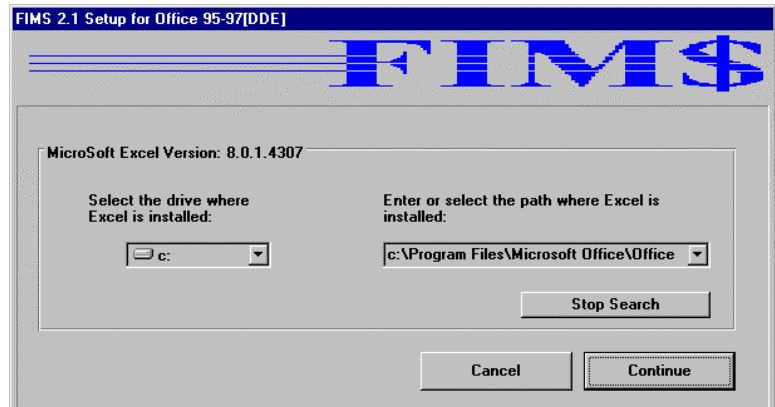 FIMS 2.1 Setup for Office 95-97[DDE]
FIM$
MicroSoft Excel Version: 8.0.1.4307
Select the drive where
Excel is installed:
Enter or select the path where Excel is
installed:
c:
c:\Program Files\Microsoft Office\Office
Stop Search
Cancel
Continue